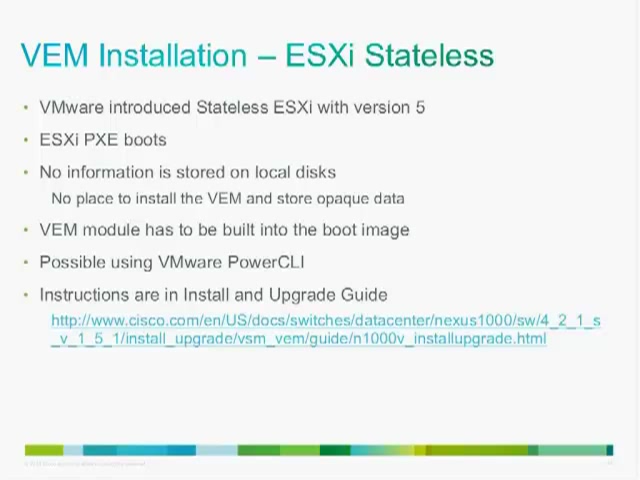 VEM Installation – ESXi Stateless
• VMware introduced Stateless ESXi with version 5
• ESXi PXE boots
• No information is stored on local disks
No place to install the VEM and store opaque data
• VEM module has to be built into the boot image
• Possible using VMware PowerCLI
• Instructions are in Install and Upgrade Guide
http://www.cisco.com/en/US/docs/switches/datacenter/nexus1000/sw/4_2_1_s
_v_1_5_1/install_upgrade/vsm_vem/guide/n1000v_installupgrade.html